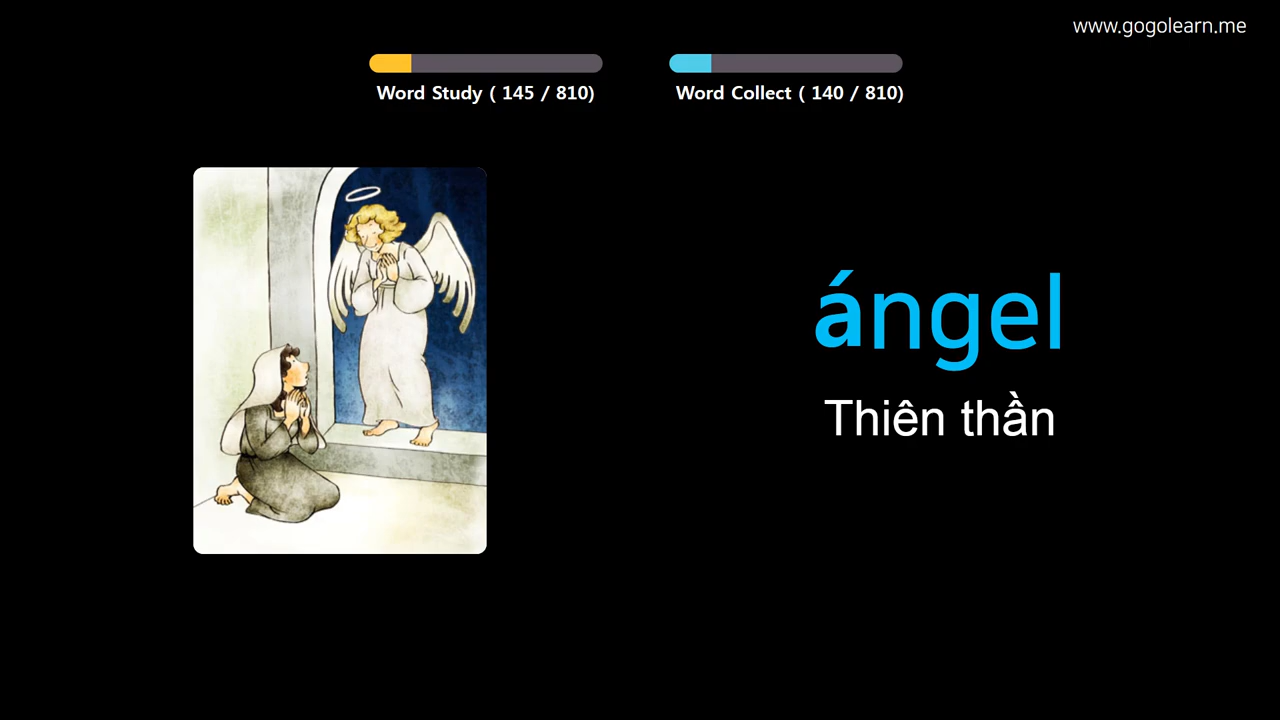 www.gogolearn.me
Word Study ( 145 / 810)
Word Collect ( 140 / 810)
ángel
Thiên thần